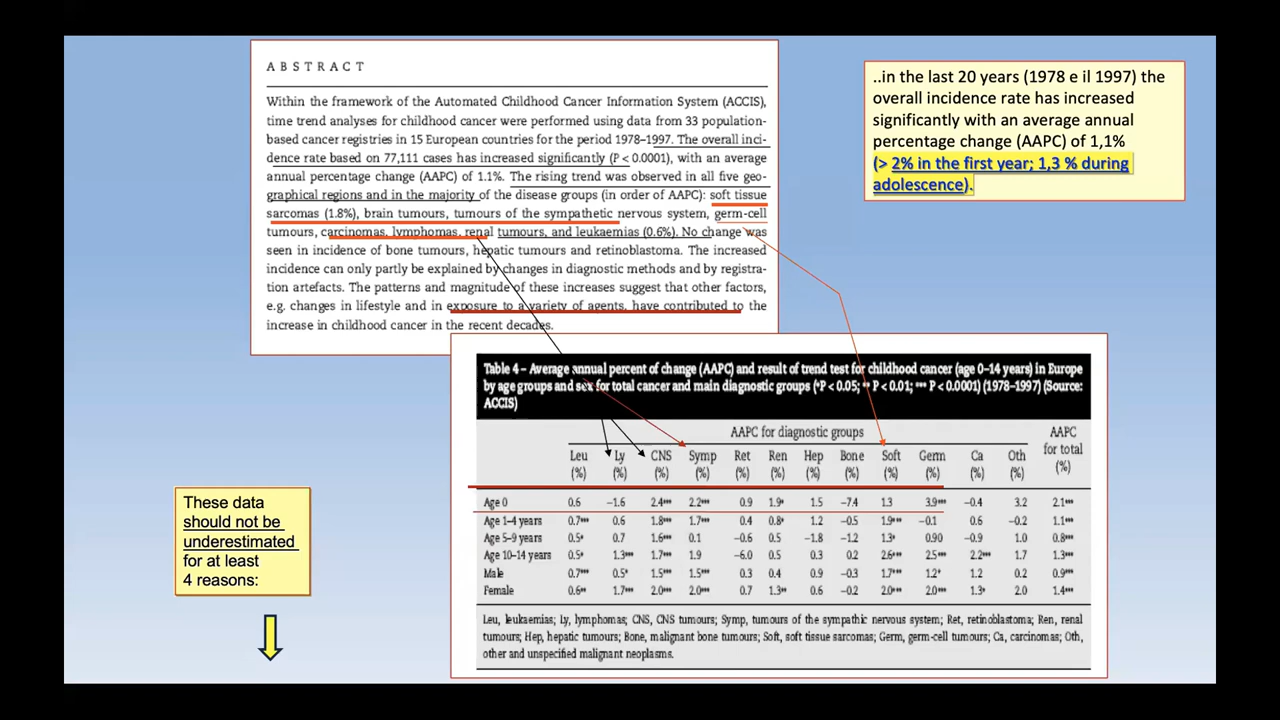 A B S T R A C T
Within the framework of the Automated Childhood Cancer Information System (ACCIS),
time trend analyses for childhood cancer were performed using data from 33 population-
based cancer registries in 15 European countries for the period 1978–1997. The overall inci-
dence rate based on 77,111 cases has increased significantly (P < 0.0001), with an average
annual percentage change (AAPC) of 1.1%. The rising trend was observed in all five geo-
graphical regions and in the majority of the disease groups (in order of AAPC): soft tissue
sarcomas (1.8%), brain tumours, tumours of the sympathetic nervous system, germ-cell
tumours, carcinomas, lymphomas, renal tumours, and leukaemias (0.6%). No change was
seen in incidence of bone tumours, hepatic tumours and retinoblastoma. The increased
incidence can only partly be explained by changes in diagnostic methods and by registra-
tion artefacts. The patterns and magnitude of these increases suggest that other factors,
e.g. changes in lifestyle and in exposure to a variety of agents, have contributed to the
increase in childhood cancer in the recent decades.
..in the last 20 years (1978 e il 1997) the
overall incidence rate has increased
significantly with an average annual
percentage change (AAPC) of 1,1%
(> 2% in the first year; 1,3 % during
adolescence).
Table 4 – Average annual percent of change (AAPC) and result of trend test for childhood cancer (age 0–14 years) in Europe
by age groups and sex for total cancer and main diagnostic groups (*P < 0.05; ** P < 0.01; *** P < 0.0001) (1978–1997) (Source:
ACCIS)
AAPC for diagnostic groups AAPC for total (%)
Leu (%) Ly (%) CNS (%) Symp (%) Ret (%) Ren (%) Hep (%) Bone (%) Soft (%) Germ (%) Ca (%) Oth (%)
Age 0 0.6 –1.6 2.4*** 2.2*** 0.9 1.9* 1.5 –7.4 1.3 3.9*** –0.4 3.2 2.1***
Age 1–4 years 0.7*** 0.6 1.8*** 1.7*** 0.4 0.8* 1.2 –0.5 1.9*** –0.1 0.6 –0.2 1.1***
Age 5–9 years 0.5* 0.7 1.6*** 0.1 –0.6 0.5 –1.8 –1.2 1.3* 0.90 –0.9 1.0 0.8***
Age 10–14 years 0.5* 1.3*** 1.7*** 1.9 –6.0 0.5 0.3 0.2 2.6*** 2.5*** 2.2*** 1.7 1.3***
Male 0.7*** 0.5* 1.5*** 1.5*** 0.3 0.4 0.9 –0.3 1.7*** 1.2* 1.2 0.2 0.9***
Female 0.6** 1.7*** 2.0*** 2.0*** 0.7 1.3** 0.6 –0.2 2.0*** 2.0*** 1.3* 2.0 1.4***
Leu, leukaemias; Ly, lymphomas; CNS, CNS tumours; Symp, tumours of the sympathic nervous system; Ret, retinoblastoma; Ren, renal
tumours; Hep, hepatic tumours; Bone, malignant bone tumours; Soft, soft tissue sarcomas; Germ, germ-cell tumours; Ca, carcinomas; Oth,
other and unspecified malignant neoplasms.
These data
should not be
underestimated
for at least
4 reasons: